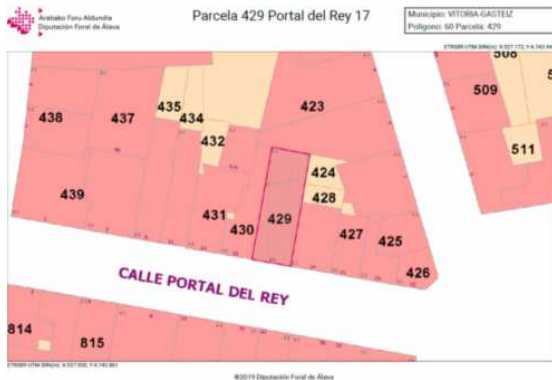 Arabako Foru Aldundia
Diputación Foral de Álava
Parcela 429 Portal del Rey 17
Municipio: VITORIA-GASTEIZ
Polígono: 60 Parcela: 429
508
509
511
423
435
434
432
438
437
439
431
430
429
424
428
427
425
426
CALLE PORTAL DEL REY
814
815
©2019 Diputación Foral de Álava